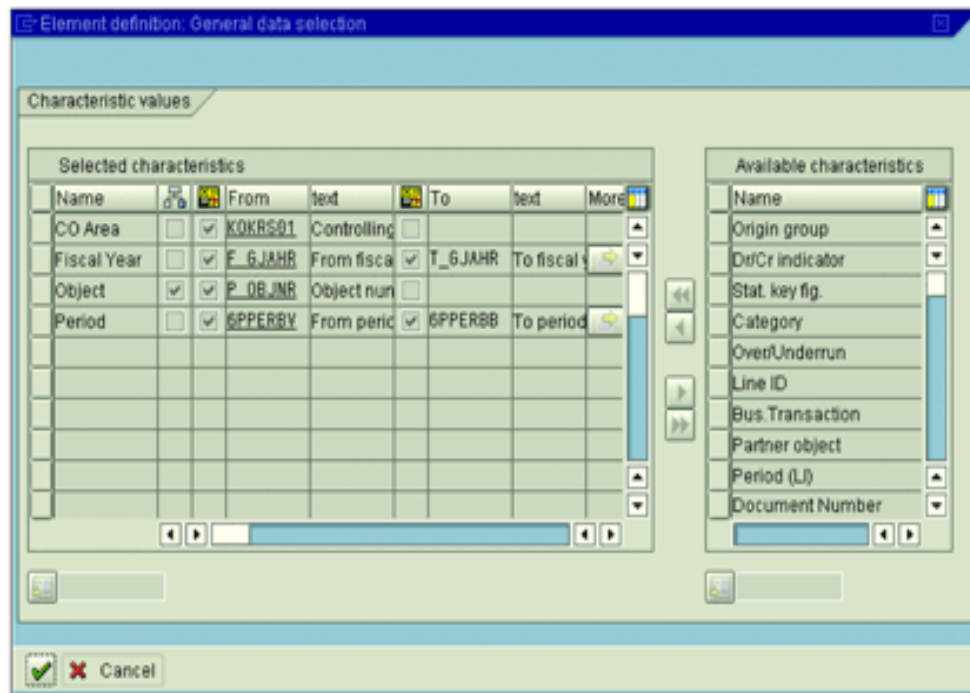 Element definition: General data selection
Characteristic values
Selected characteristics
Name From text To text More
CO Area KOKRS01 Controlling
Fiscal Year F_GJAHR From fisca T_GJAHR To fiscal y
Object P_OBJNR Object num
Period 6PPERBV From perio 6PPERBB To period
Available characteristics
Name
Origin group
Dr/Cr indicator
Stat. key fig.
Category
Over/Underrun
Line ID
Bus.Transaction
Partner object
Period (LI)
Document Number
Cancel